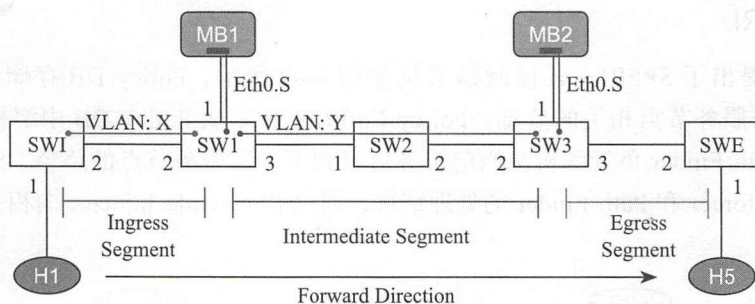 MB1
MB2
Eth0.S
Eth0.S
1
1
VLAN: X
VLAN: Y
SWI
SW1
SW2
SW3
SWE
2
2
3
2
2
3
2
1
1
Ingress
Segment
Intermediate Segment
Egress
Segment
H1
H5
Forward Direction